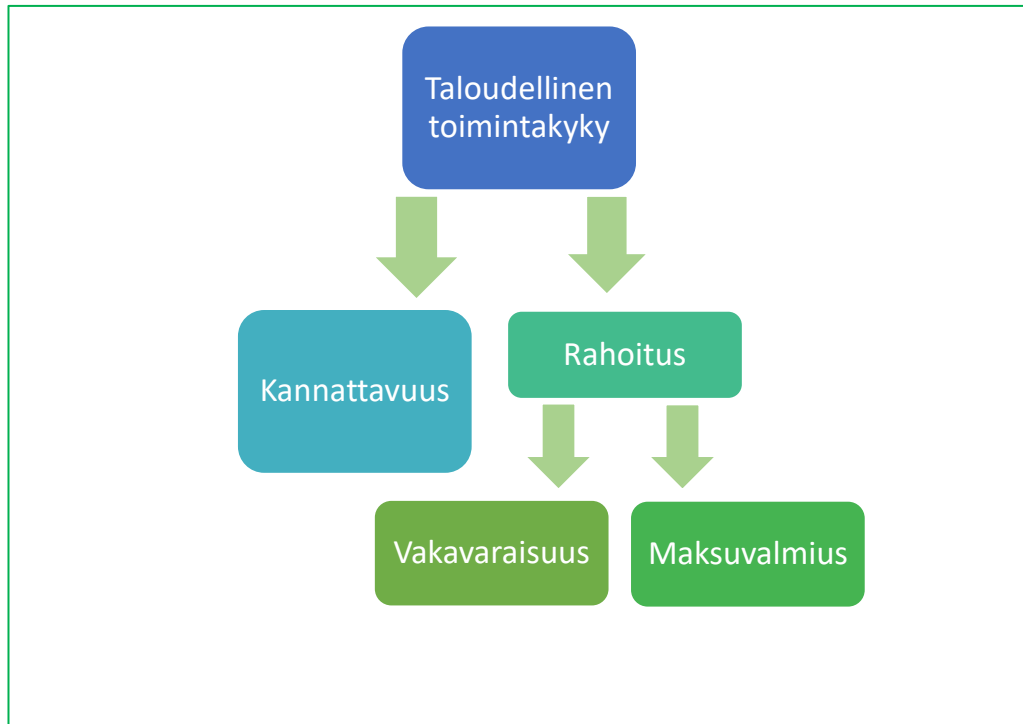 Taloudellinen
toimintakyky
Kannattavuus
Rahoitus
Vakavaraisuus
Maksuvalmius